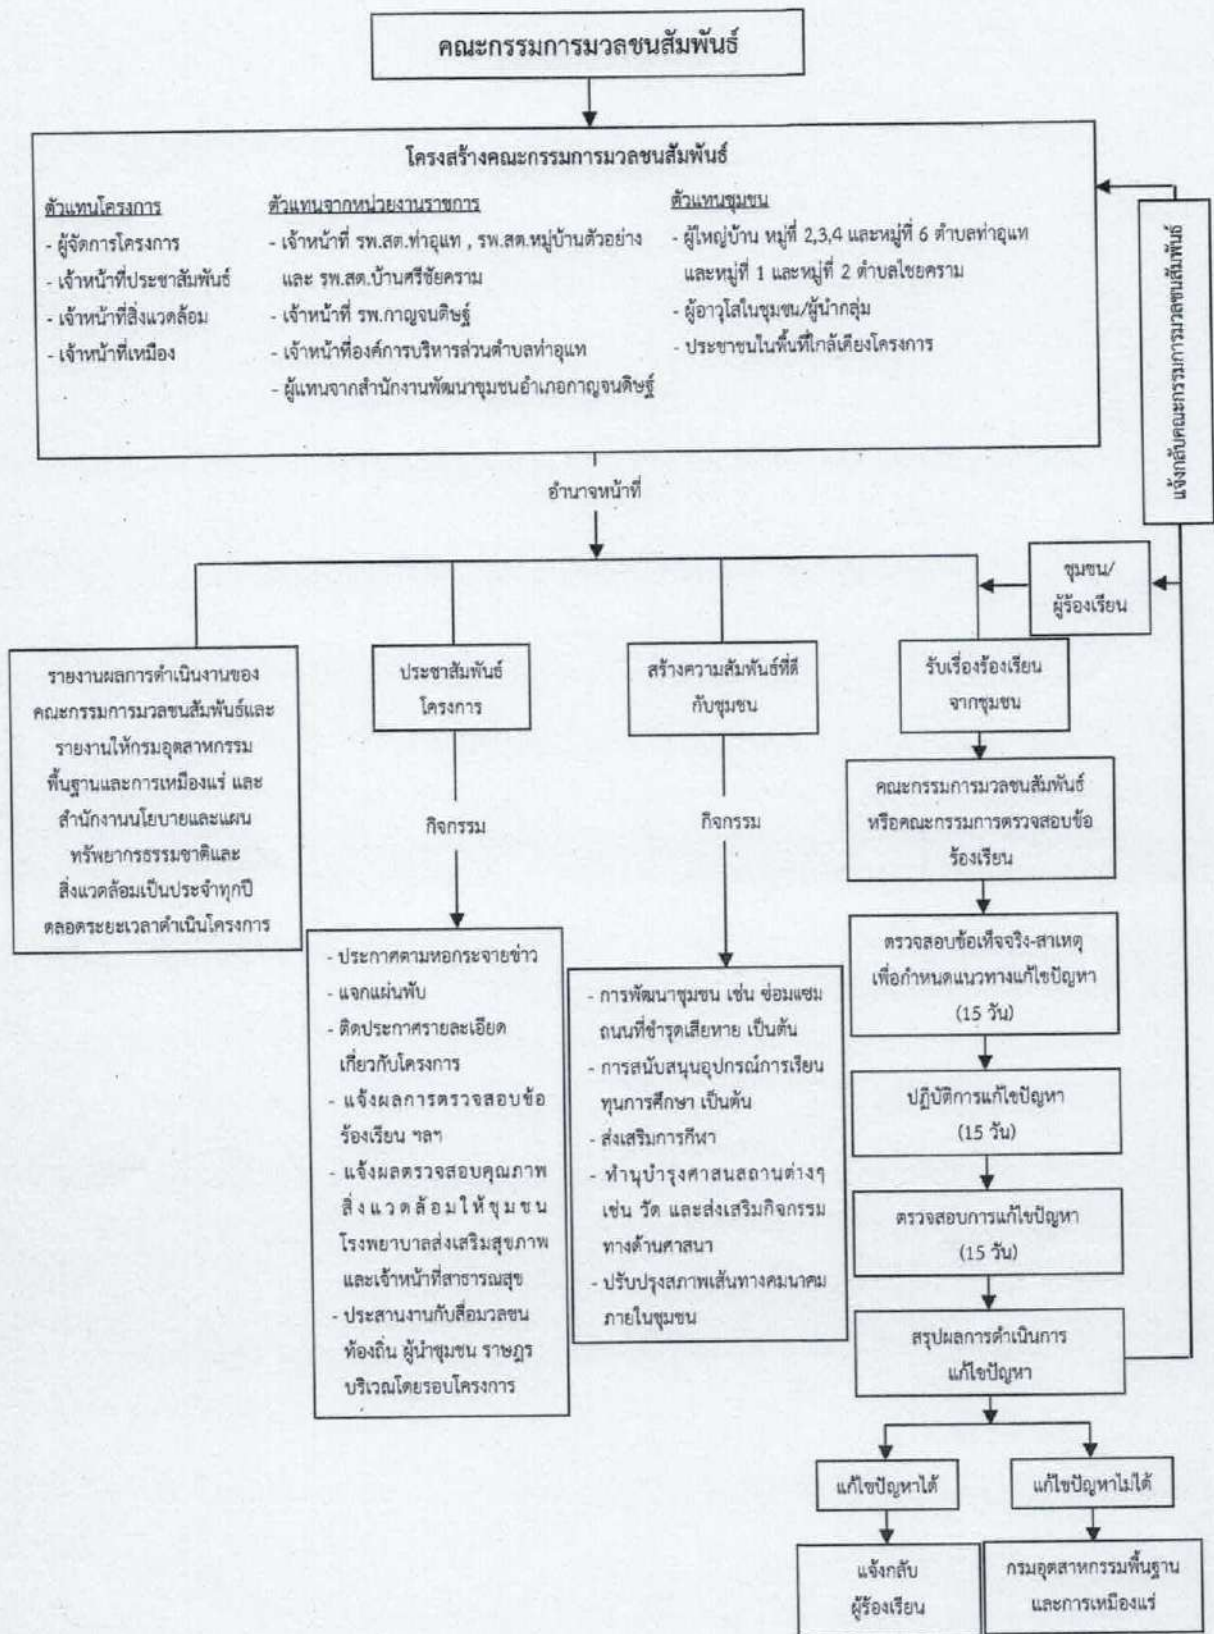 คณะกรรมการมวลชนสัมพันธ์
โครงสร้างคณะกรรมการมวลชนสัมพันธ์
ตัวแทนโครงการ
- ผู้จัดการโครงการ
- เจ้าหน้าที่ประชาสัมพันธ์
- เจ้าหน้าที่สิ่งแวดล้อม
- เจ้าหน้าที่เหมือง
ตัวแทนจากหน่วยงานราชการ
- เจ้าหน้าที่ รพ.สต.ท่าอุแท , รพ.สต.หมู่บ้านตัวอย่าง
และ รพ.สต.บ้านศรีชัยคราม
- เจ้าหน้าที่ รพ.กาญจนดิษฐ์
- เจ้าหน้าที่องค์การบริหารส่วนตำบลท่าอุแท
- ผู้แทนจากสำนักงานพัฒนาชุมชนอำเภอกาญจนดิษฐ์
ตัวแทนชุมชน
- ผู้ใหญ่บ้าน หมู่ที่ 2,3,4 และหมู่ที่ 6 ตำบลท่าอุแท
และหมู่ที่ 1 และหมู่ที่ 2 ตำบลไชยคราม
- ผู้อาวุโสในชุมชน/ผู้นำกลุ่ม
- ประชาชนในพื้นที่ใกล้เคียงโครงการ
แจ้งกลับคณะกรรมการมวลชนสัมพันธ์
อำนาจหน้าที่
ชุมชน/
ผู้ร้องเรียน
รายงานผลการดำเนินงานของ
คณะกรรมการมวลชนสัมพันธ์และ
รายงานให้กรมอุตสาหกรรม
พื้นฐานและการเหมืองแร่ และ
สำนักงานนโยบายและแผน
ทรัพยากรธรรมชาติและ
สิ่งแวดล้อมเป็นประจำทุกปี
ตลอดระยะเวลาดำเนินโครงการ
ประชาสัมพันธ์
โครงการ
กิจกรรม
- ประกาศตามหอกระจายข่าว
- แจกแผ่นพับ
- ติดประกาศรายละเอียด
เกี่ยวกับโครงการ
- แจ้งผลการตรวจสอบข้อ
ร้องเรียน ฯลฯ
- แจ้งผลตรวจสอบคุณภาพ
สิ่งแวดล้อมให้ชุมชน
โรงพยาบาลส่งเสริมสุขภาพ
และเจ้าหน้าที่สาธารณสุข
- ประสานงานกับสื่อมวลชน
ท้องถิ่น ผู้นำชุมชน ราษฎร
บริเวณโดยรอบโครงการ
สร้างความสัมพันธ์ที่ดี
กับชุมชน
กิจกรรม
- การพัฒนาชุมชน เช่น ซ่อมแซม
ถนนที่ชำรุดเสียหาย เป็นต้น
- การสนับสนุนอุปกรณ์การเรียน
ทุนการศึกษา เป็นต้น
- ส่งเสริมการกีฬา
- ทำนุบำรุงศาสนสถานต่างๆ
เช่น วัด และส่งเสริมกิจกรรม
ทางด้านศาสนา
- ปรับปรุงสภาพเส้นทางคมนาคม
ภายในชุมชน
รับเรื่องร้องเรียน
จากชุมชน
คณะกรรมการมวลชนสัมพันธ์
หรือคณะกรรมการตรวจสอบข้อ
ร้องเรียน
ตรวจสอบข้อเท็จจริง-สาเหตุ
เพื่อกำหนดแนวทางแก้ไขปัญหา
(15 วัน)
ปฏิบัติการแก้ไขปัญหา
(15 วัน)
ตรวจสอบการแก้ไขปัญหา
(15 วัน)
สรุปผลการดำเนินการ
แก้ไขปัญหา
แก้ไขปัญหาได้
แก้ไขปัญหาไม่ได้
แจ้งกลับ
ผู้ร้องเรียน
กรมอุตสาหกรรมพื้นฐาน
และการเหมืองแร่